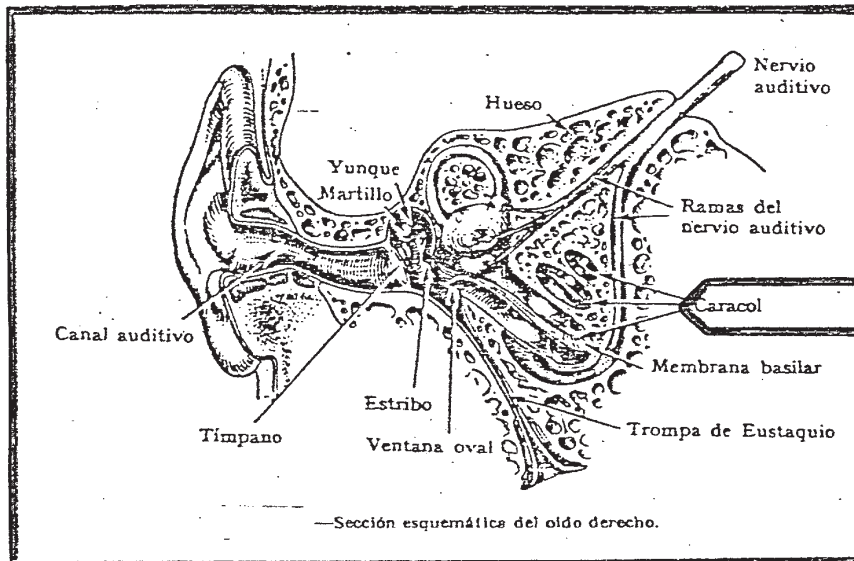 Nervio
auditivo
Hueso
Yunque
Martillo
Ramas del
nervio auditivo
Caracol
Canal auditivo
Membrana basilar
Estribo
Tímpano
Trompa de Eustaquio
Ventana oval
—Sección esquemática del oído derecho.